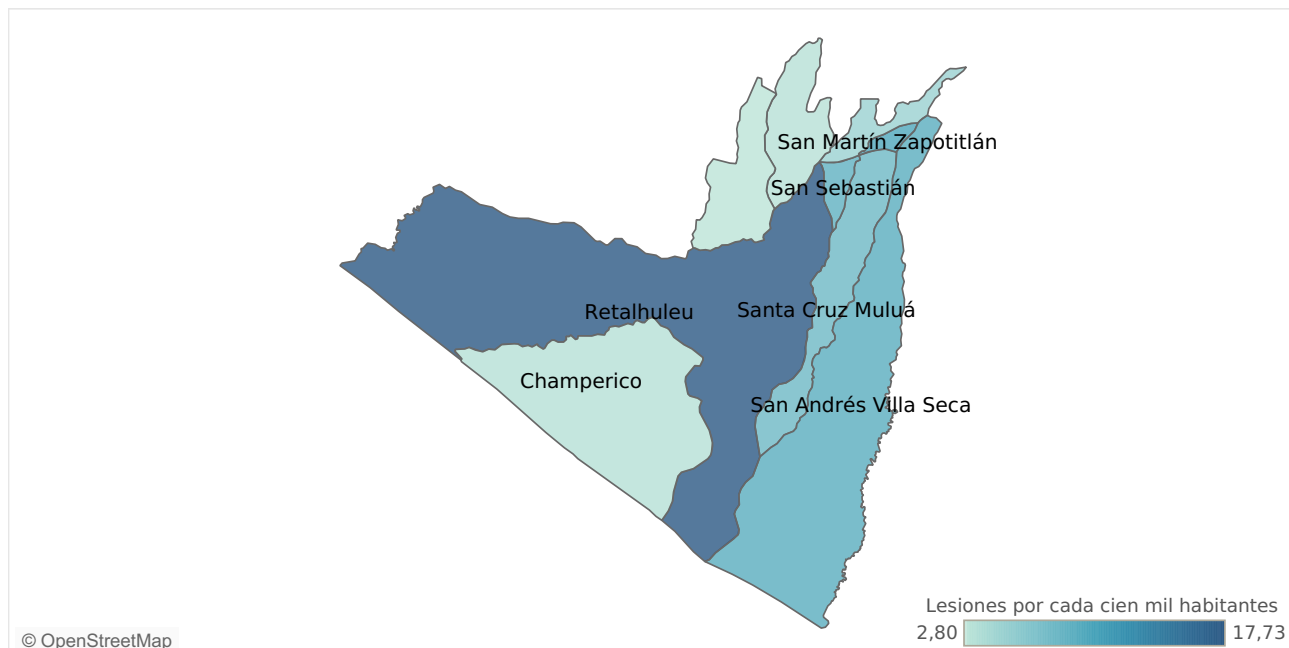 San Martín Zapotitlán
San Sebastián
Retalhuleu
Santa Cruz Muluá
Champerico
San Andrés Villa Seca
Lesiones por cada cien mil habitantes
2,80
17,73
© OpenStreetMap